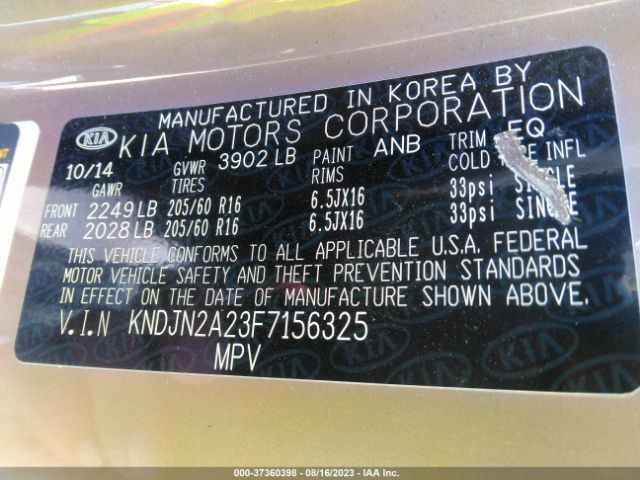 MANUFACTURED IN KOREA BY
KIA KIA MOTORS CORPORATION
10/14 GVWR 3902 LB PAINT ANB TRIM EQ
GAWR TIRES RIMS COLD INFL
FRONT 2249 LB 205/60 R16 6.5JX16 33psi SINGLE
REAR 2028 LB 205/60 R16 6.5JX16 33psi
THIS VEHICLE CONFORMS TO ALL APPLICABLE U.S.A. FEDERAL
MOTOR VEHICLE SAFETY AND THEFT PREVENTION STANDARDS
IN EFFECT ON THE DATE OF MANUFACTURE SHOWN ABOVE.
V.I.N KNDJN2A23F7156325
MPV
000-37360398 - 08/16/2023 - IAA Inc.